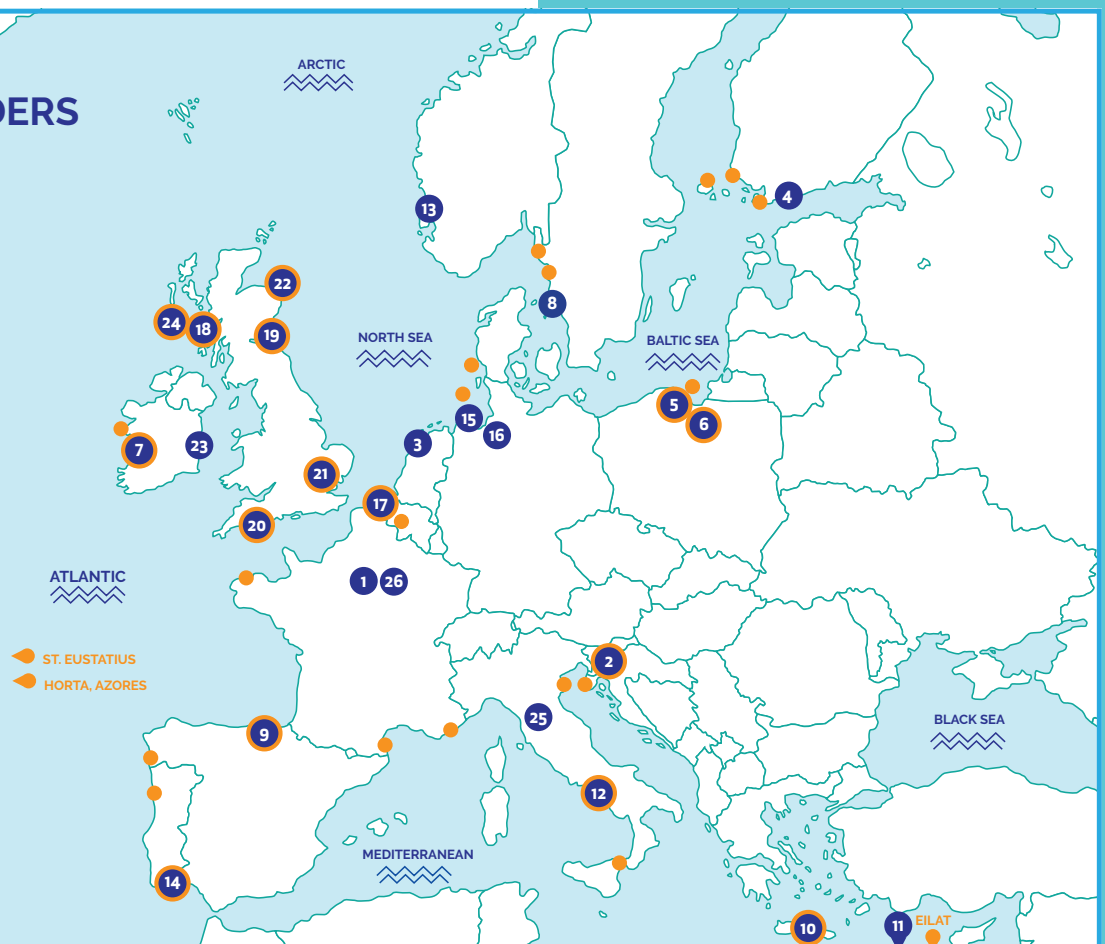 ARCTIC
DERS
4
13
22
8
24
18
19
NORTH SEA
BALTIC SEA
5
15
6
16
3
7
23
21
17
20
1
26
ATLANTIC
2
ST. EUSTATIUS
HORTA, AZORES
25
BLACK SEA
9
12
MEDITERRANEAN
14
10
11
EILAT